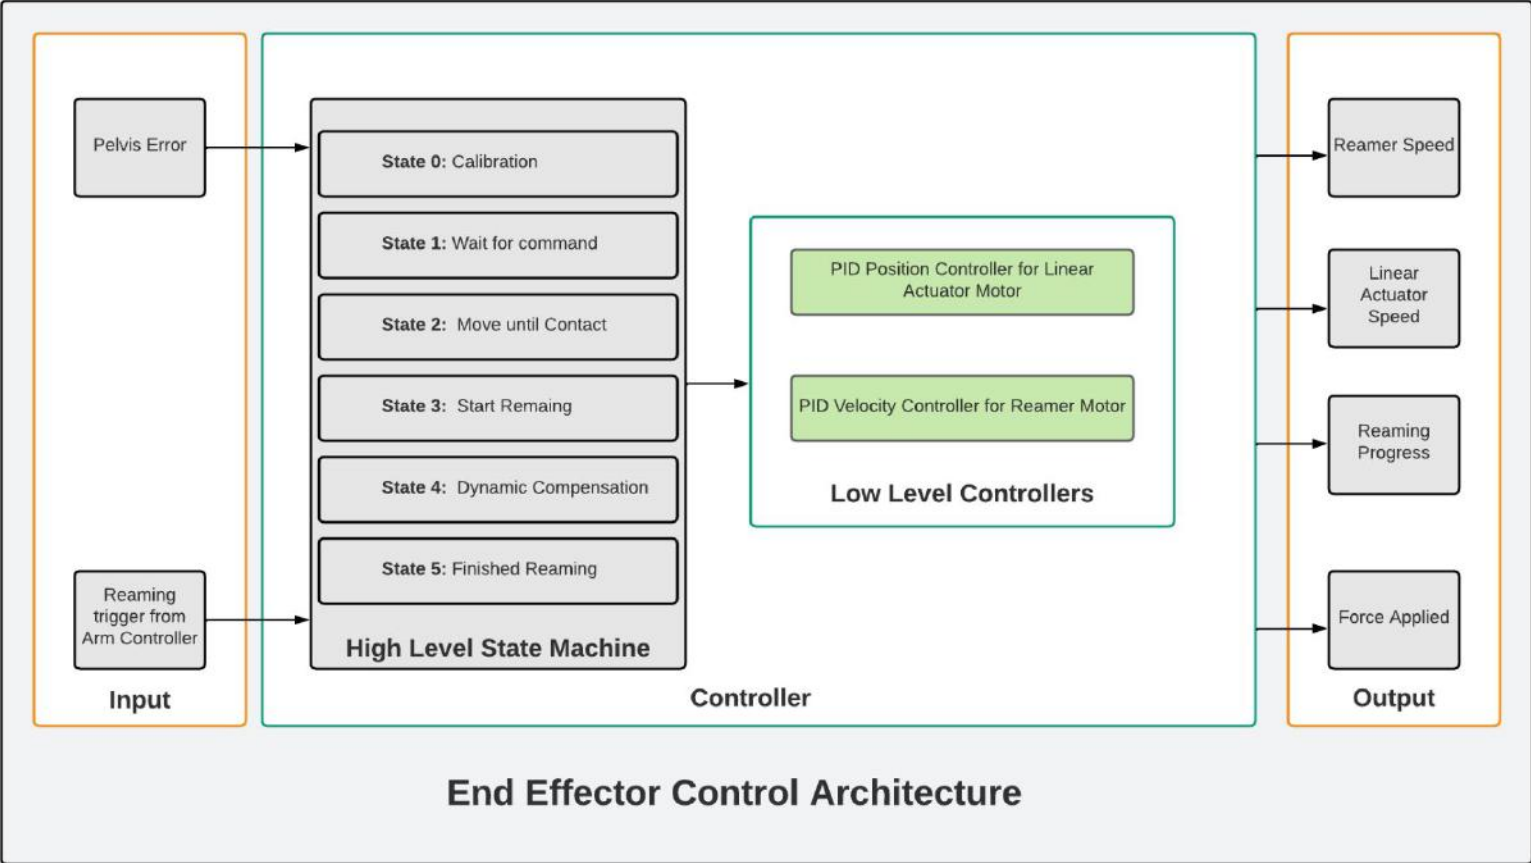 Pelvis Error
Reaming
trigger from
Arm Controller
Input
State 0: Calibration
State 1: Wait for command
State 2: Move until Contact
State 3: Start Remaing
State 4: Dynamic Compensation
State 5: Finished Reaming
High Level State Machine
PID Position Controller for Linear
Actuator Motor
PID Velocity Controller for Reamer Motor
Low Level Controllers
Controller
Reamer Speed
Linear
Actuator
Speed
Reaming
Progress
Force Applied
Output
End Effector Control Architecture